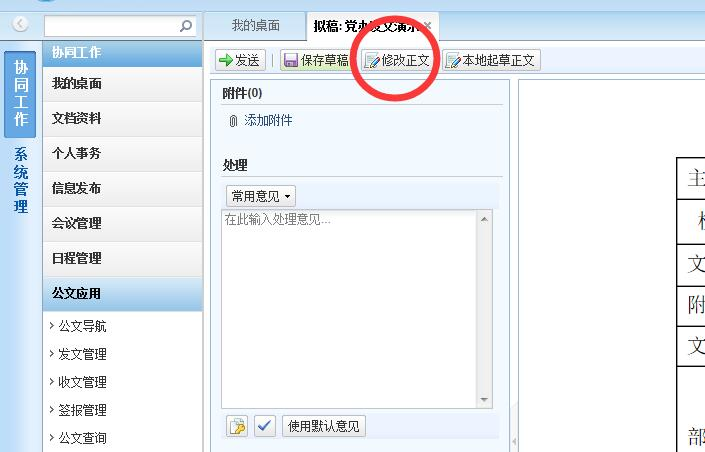 我的桌面
拟稿: 党办发文演示
协同工作
系统管理
协同工作
我的桌面
文档资料
个人事务
信息发布
会议管理
日程管理
公文应用
公文导航
发文管理
收文管理
签报管理
公文查询
发送
保存草稿
修改正文
本地起草正文
附件(0)
添加附件
处理
常用意见
在此输入处理意见...
使用默认意见
主
文
附
文
部